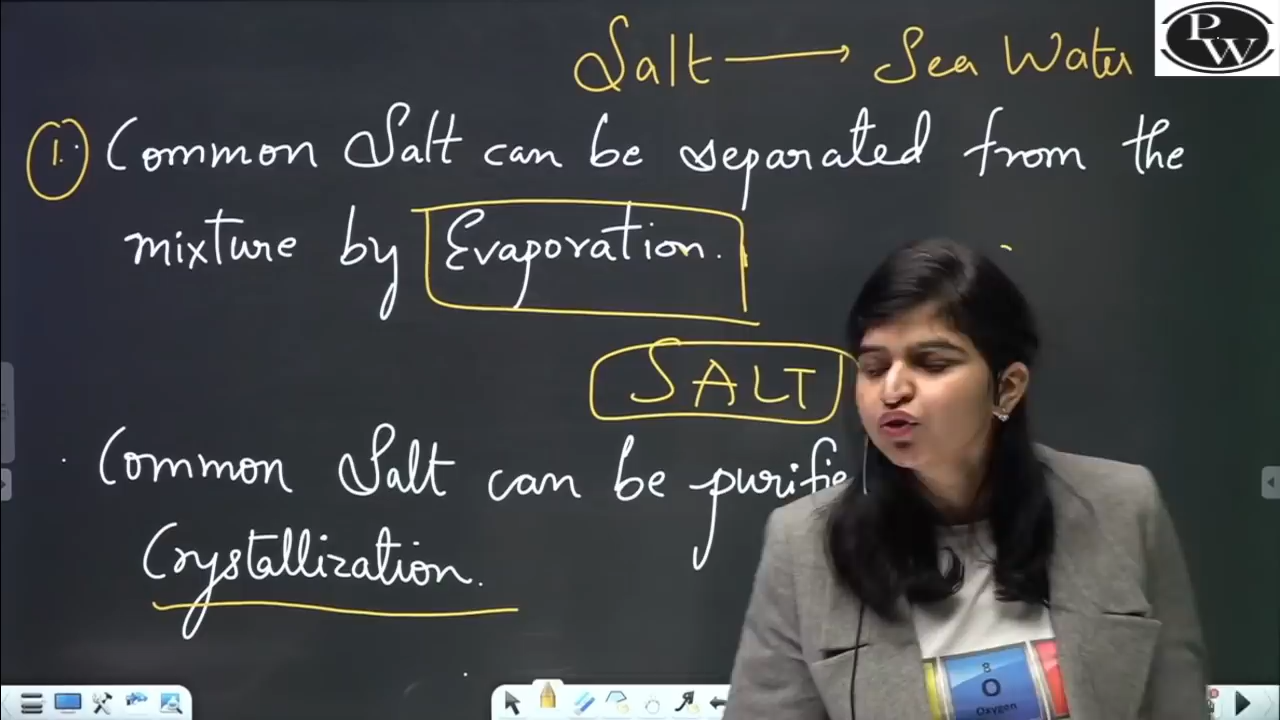 Salt → Sea Water
PW
1. Common Salt can be separated from the
mixture by Evaporation.
SALT
Common Salt can be purifie
Crystallization.
8
O
Oxygen